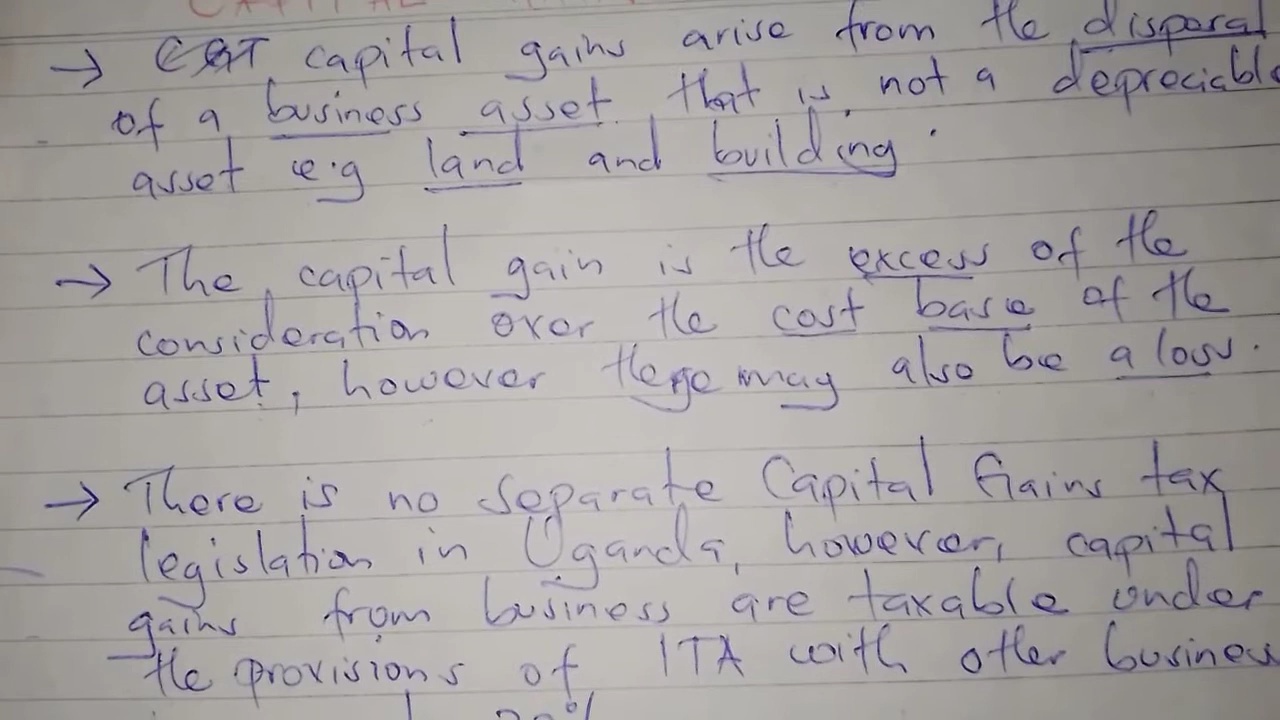 CAPITAL
→ CGT capital gains arise from the disposal
of a business asset that is not a depreciable
asset e.g land and building.
→ The capital gain is the excess of the
consideration over the cost base of the
asset, however there may also be a loss.
→ There is no separate Capital Gains tax
legislation in Uganda, however, capital
gains from business are taxable under
the provisions of ITA with other business